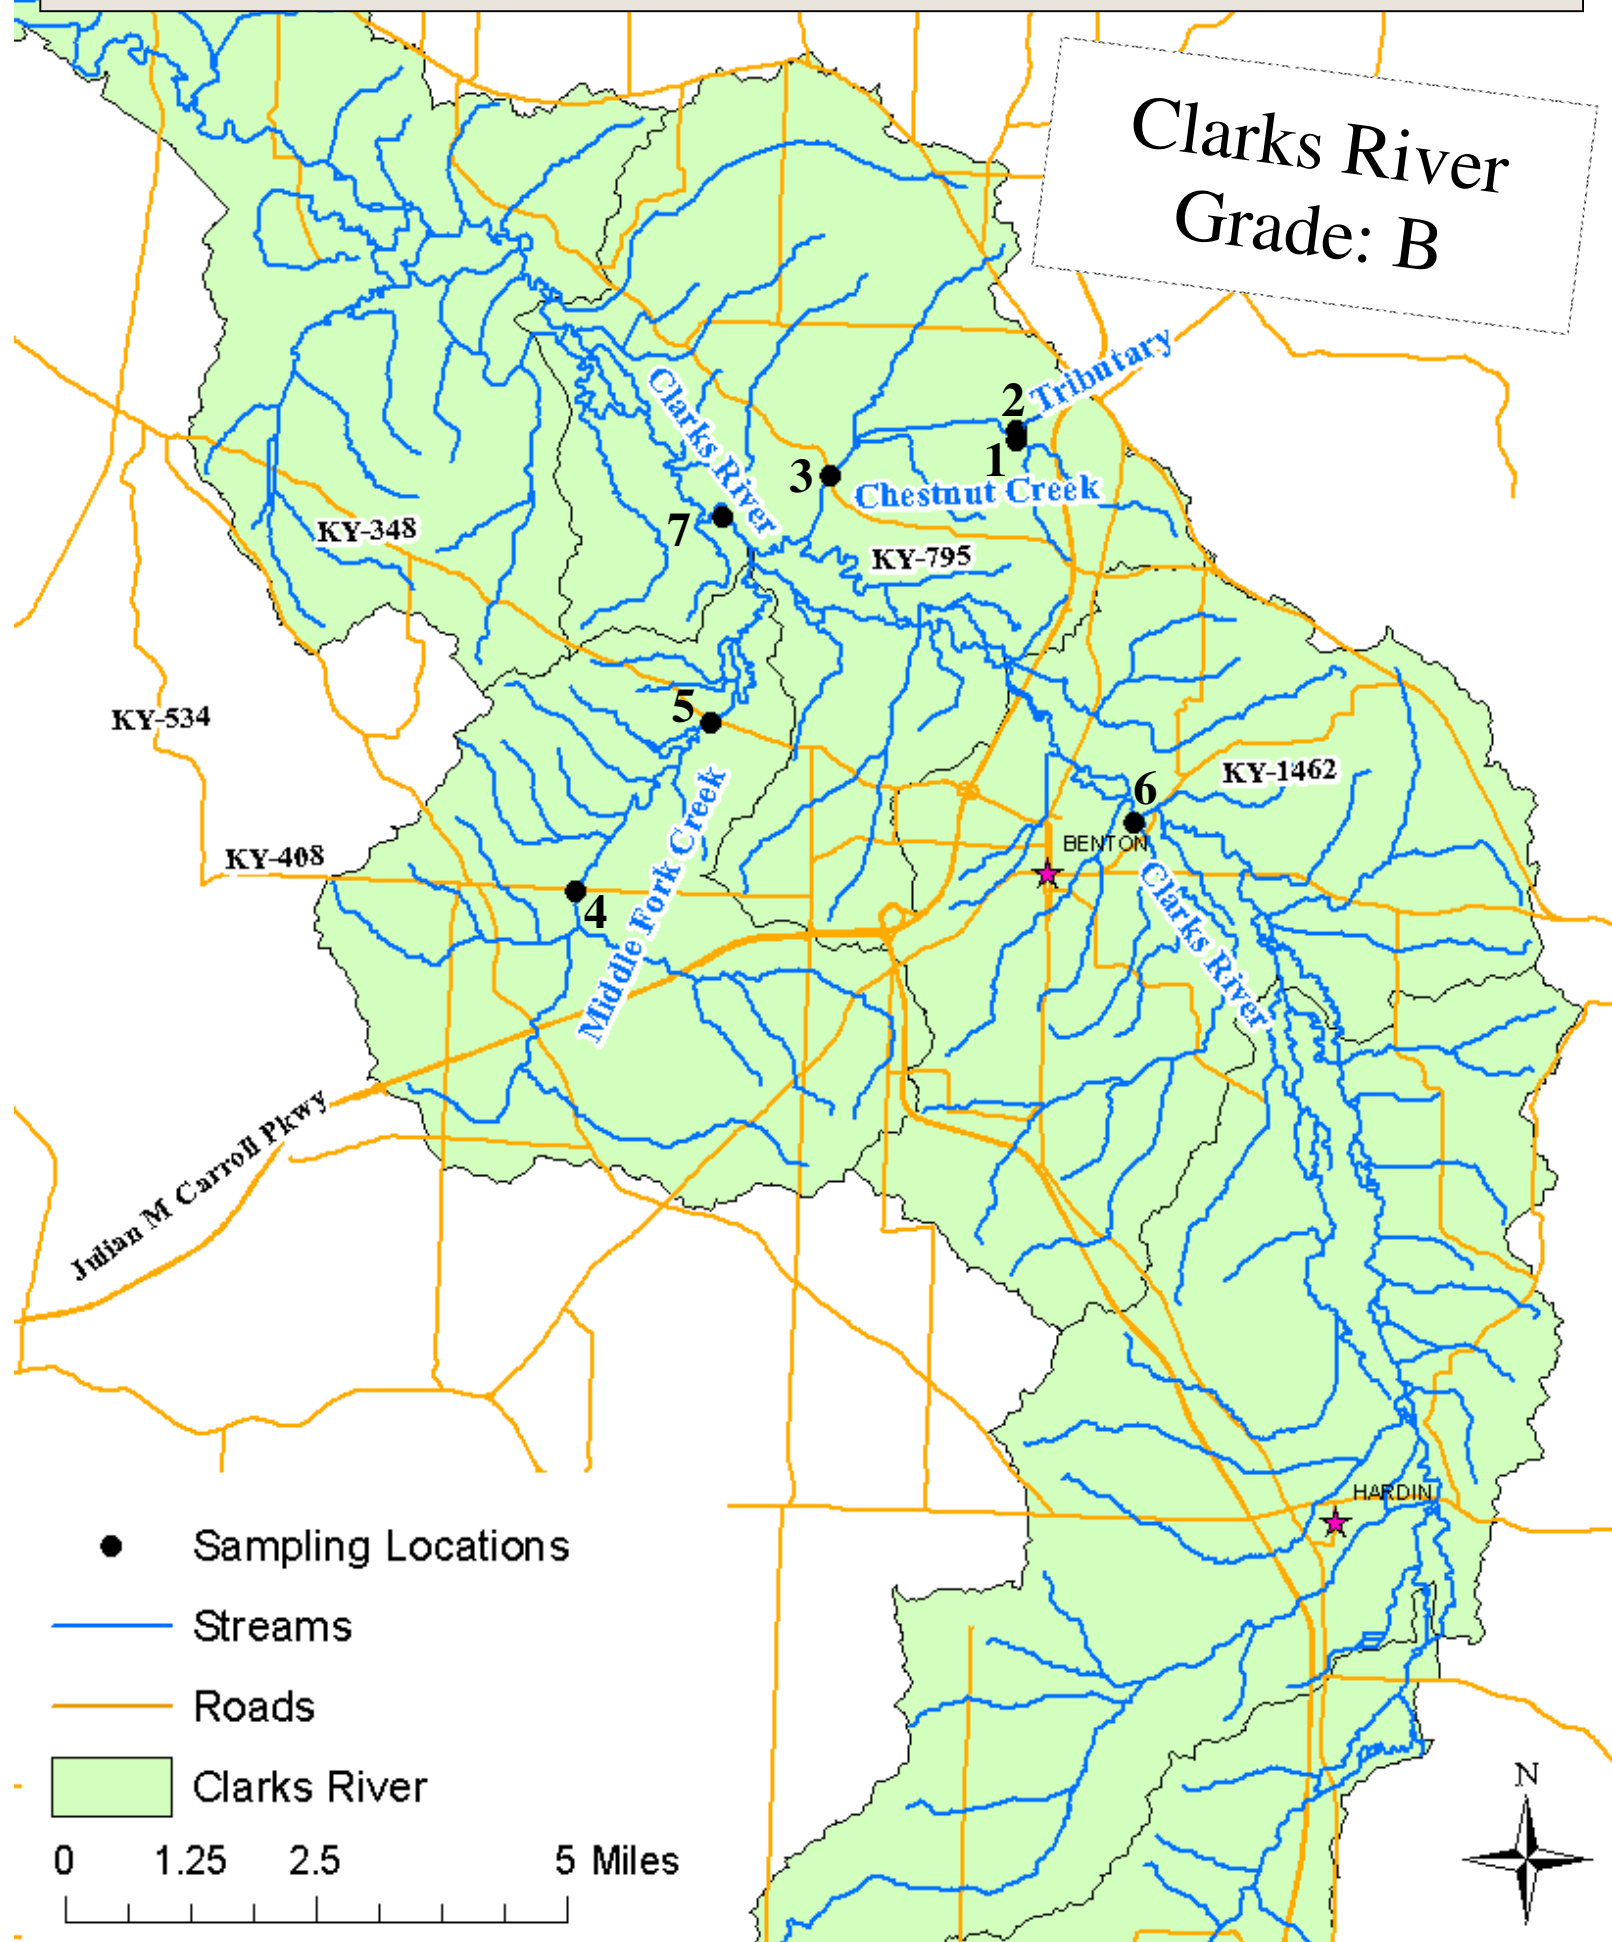 Clarks River
Grade: B
Tributary
2
1
Clarks River
3
Chestnut Creek
7
KY-348
KY-795
5
KY-534
KY-1462
6
BENTON
Middle Fork Creek
KY-408
4
Clarks River
Julian M Carroll Pkwy
HARDIN
Sampling Locations
Streams
Roads
Clarks River
0 1.25 2.5 5 Miles
N